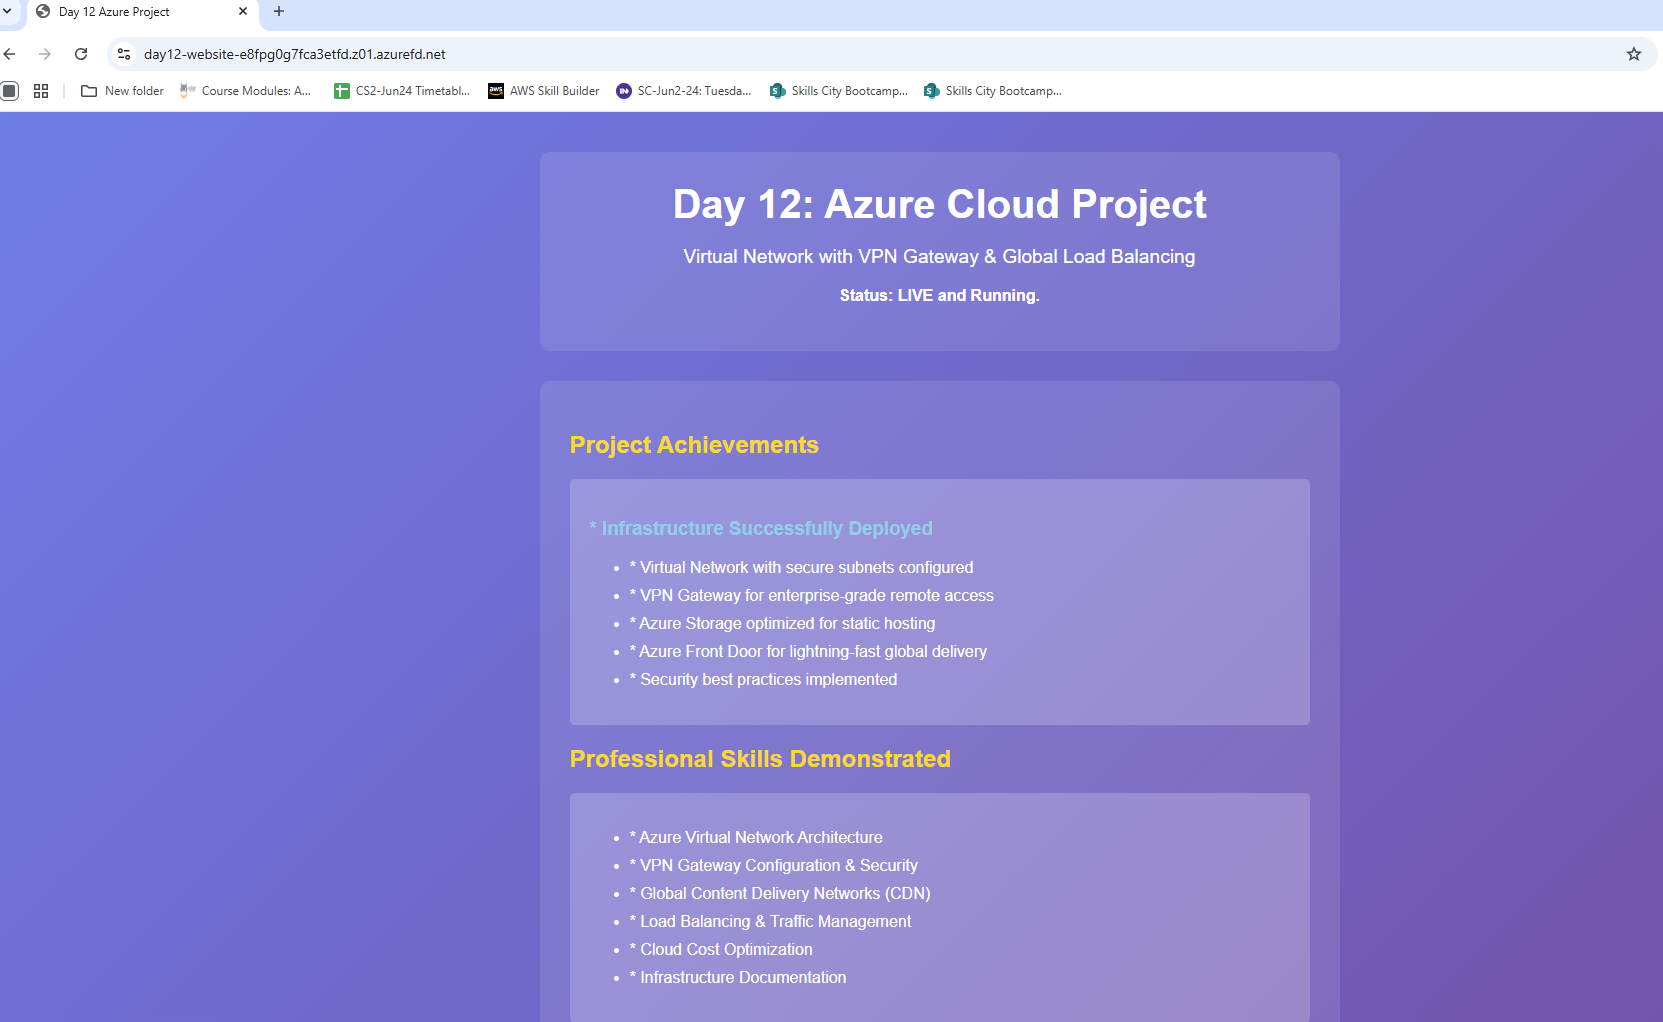 Day 12 Azure Project
day12-website-e8fpg0g7fca3etfd.z01.azurefd.net
New folder
Course Modules: A...
CS2-Jun24 Timetabl...
aws
AWS Skill Builder
IN
SC-Jun2-24: Tuesda...
S
Skills City Bootcamp...
S
Skills City Bootcamp...
Day 12: Azure Cloud Project
Virtual Network with VPN Gateway & Global Load Balancing
Status: LIVE and Running.
Project Achievements
* Infrastructure Successfully Deployed
• * Virtual Network with secure subnets configured
• * VPN Gateway for enterprise-grade remote access
• * Azure Storage optimized for static hosting
• * Azure Front Door for lightning-fast global delivery
• * Security best practices implemented
Professional Skills Demonstrated
• * Azure Virtual Network Architecture
• * VPN Gateway Configuration & Security
• * Global Content Delivery Networks (CDN)
• * Load Balancing & Traffic Management
• * Cloud Cost Optimization
• * Infrastructure Documentation